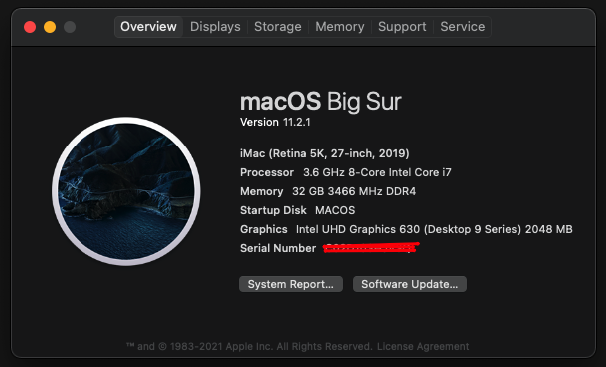 Overview Displays Storage Memory Support Service
macOS Big Sur
Version 11.2.1
iMac (Retina 5K, 27-inch, 2019)
Processor 3.6 GHz 8-Core Intel Core i7
Memory 32 GB 3466 MHz DDR4
Startup Disk MACOS
Graphics Intel UHD Graphics 630 (Desktop 9 Series) 2048 MB
Serial Number
System Report... Software Update...
™ and © 1983-2021 Apple Inc. All Rights Reserved. License Agreement